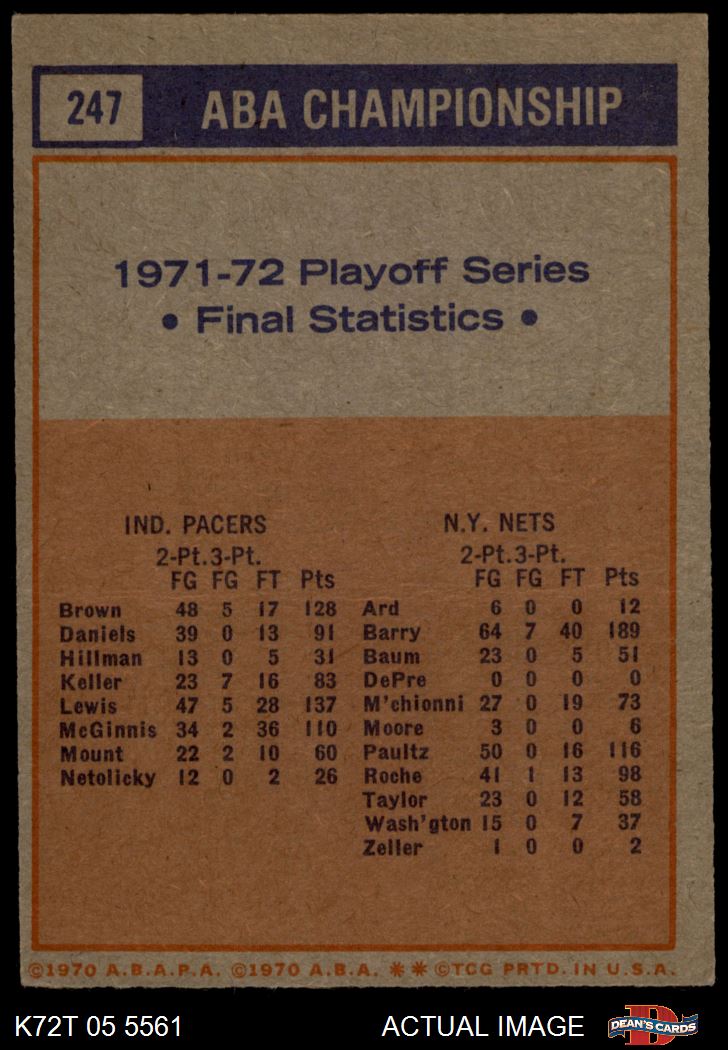 247 ABA CHAMPIONSHIP
1971-72 Playoff Series
• Final Statistics •
IND. PACERS
2-Pt. 3-Pt.
FG FG FT Pts
Brown 48 5 17 128
Daniels 39 0 13 91
Hillman 13 0 5 31
Keller 23 7 16 83
Lewis 47 5 28 137
McGinnis 34 2 36 110
Mount 22 2 10 60
Netolicky 12 0 2 26
N.Y. NETS
2-Pt. 3-Pt.
FG FG FT Pts
Ard 6 0 0 12
Barry 64 7 40 189
Baum 23 0 5 51
DePre 0 0 0 0
M'chionni 27 0 19 73
Moore 3 0 0 6
Paultz 50 0 16 116
Roche 41 1 13 98
Taylor 23 0 12 58
Wash'gton 15 0 7 37
Zeller 1 0 0 2
©1970 A.B.A.P.A. ©1970 A.B.A. ** ©TCG PRTD. IN U.S.A.
K72T 05 5561 ACTUAL IMAGE
D
DEAN'S CARDS